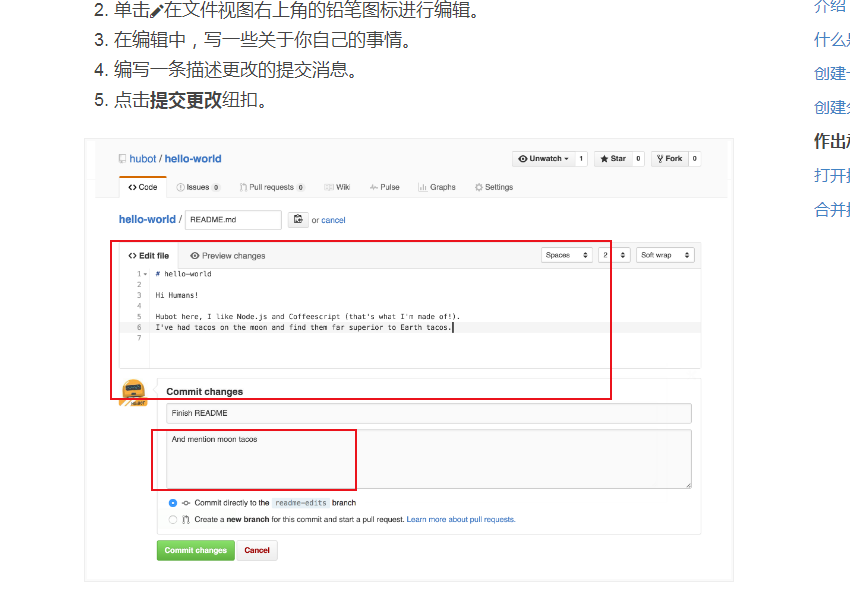 2. 单击在文件视图右上角的铅笔图标进行编辑。
3. 在编辑中，写一些关于你自己的事情。
4. 编写一条描述更改的提交消息。
5. 点击提交更改纽扣。
介绍
什么是
创建
创建
作出
打开
合并
hubot / hello-world
Unwatch 1 Star 0 Fork 0
Code Issues 0 Pull requests 0 Wiki Pulse Graphs Settings
hello-world / README.md or cancel
Edit file Preview changes Spaces 2 Soft wrap
1 # hello-world
2
3 Hi Humans!
4
5 Hubot here, I like Node.js and Coffeescript (that's what I'm made of!).
6 I've had tacos on the moon and find them far superior to Earth tacos.
7
Commit changes
Finish README
And mention moon tacos
Commit directly to the readme-edits branch
Create a new branch for this commit and start a pull request. Learn more about pull requests.
Commit changes Cancel